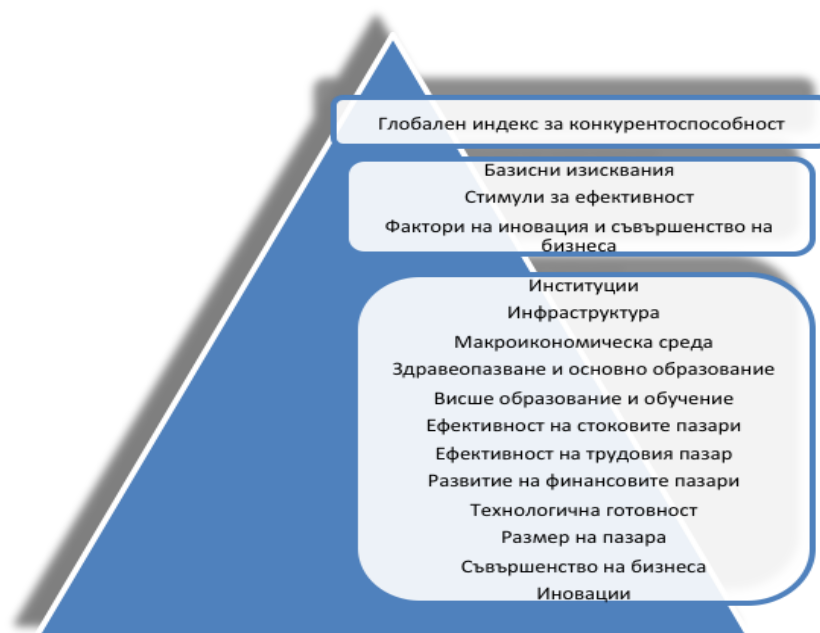 Глобален индекс за конкурентоспособност
Базисни изисквания
Стимули за ефективност
Фактори на иновация и съвършенство на
бизнеса
Институции
Инфраструктура
Макроикономическа среда
Здравеопазване и основно образование
Висше образование и обучение
Ефективност на стоковите пазари
Ефективност на трудовия пазар
Развитие на финансовите пазари
Технологична готовност
Размер на пазара
Съвършенство на бизнеса
Иновации